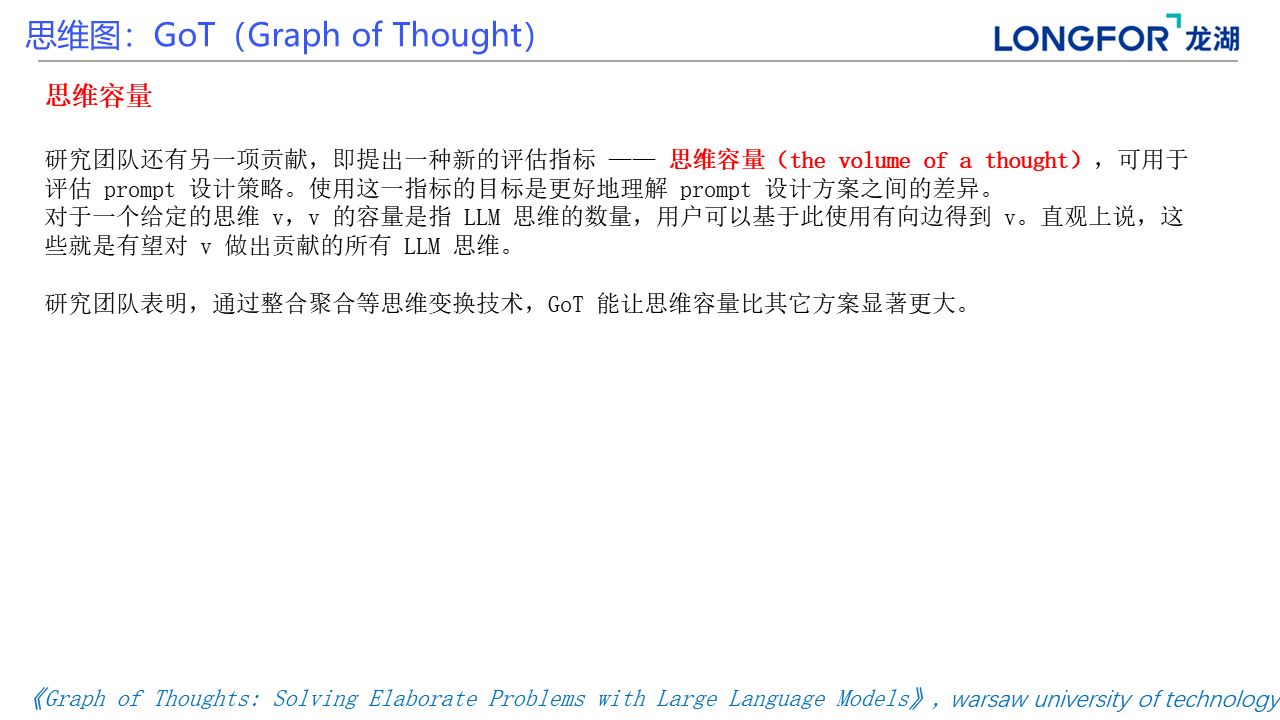 思维图：GoT（Graph of Thought）
LONGFOR 龙湖
思维容量
研究团队还有另一项贡献，即提出一种新的评估指标 —— 思维容量（the volume of a thought），可用于
评估 prompt 设计策略。使用这一指标的目标是更好地理解 prompt 设计方案之间的差异。
对于一个给定的思维 v，v 的容量是指 LLM 思维的数量，用户可以基于此使用有向边得到 v。直观上说，这
些就是有望对 v 做出贡献的所有 LLM 思维。
研究团队表明，通过整合聚合等思维变换技术，GoT 能让思维容量比其它方案显著更大。
《Graph of Thoughts: Solving Elaborate Problems with Large Language Models》, warsaw university of technology